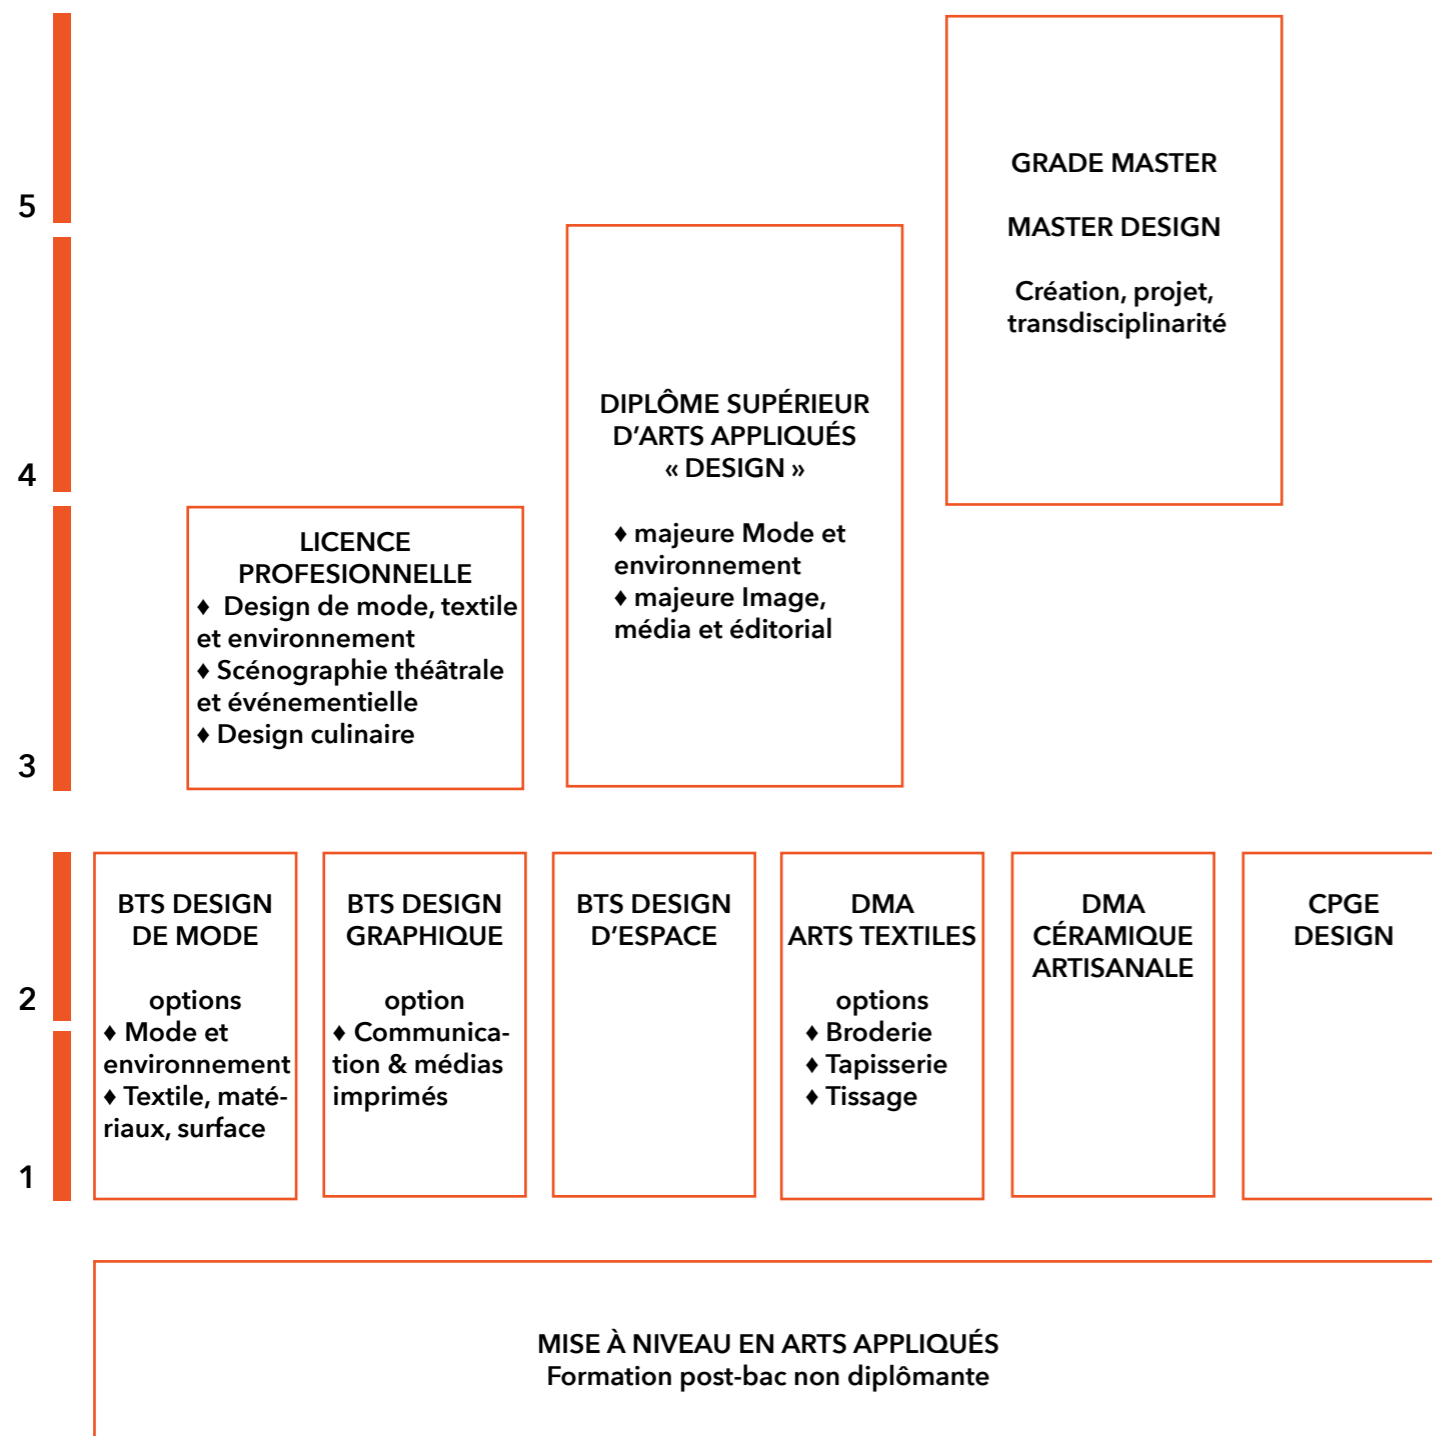 5
GRADE MASTER
MASTER DESIGN
Création, projet,
transdisciplinarité
4
DIPLÔME SUPÉRIEUR
D’ARTS APPLIQUÉS
« DESIGN »
♦ majeure Mode et
environnement
♦ majeure Image,
média et éditorial
3
LICENCE
PROFESIONNELLE
♦ Design de mode, textile
et environnement
♦ Scénographie théâtrale
et événementielle
♦ Design culinaire
2
1
BTS DESIGN
DE MODE
options
♦ Mode et
environnement
♦ Textile, maté-
riaux, surface
BTS DESIGN
GRAPHIQUE
option
♦ Communica-
tion & médias
imprimés
BTS DESIGN
D’ESPACE
DMA
ARTS TEXTILES
options
♦ Broderie
♦ Tapisserie
♦ Tissage
DMA
CÉRAMIQUE
ARTISANALE
CPGE
DESIGN
MISE À NIVEAU EN ARTS APPLIQUÉS
Formation post-bac non diplômante